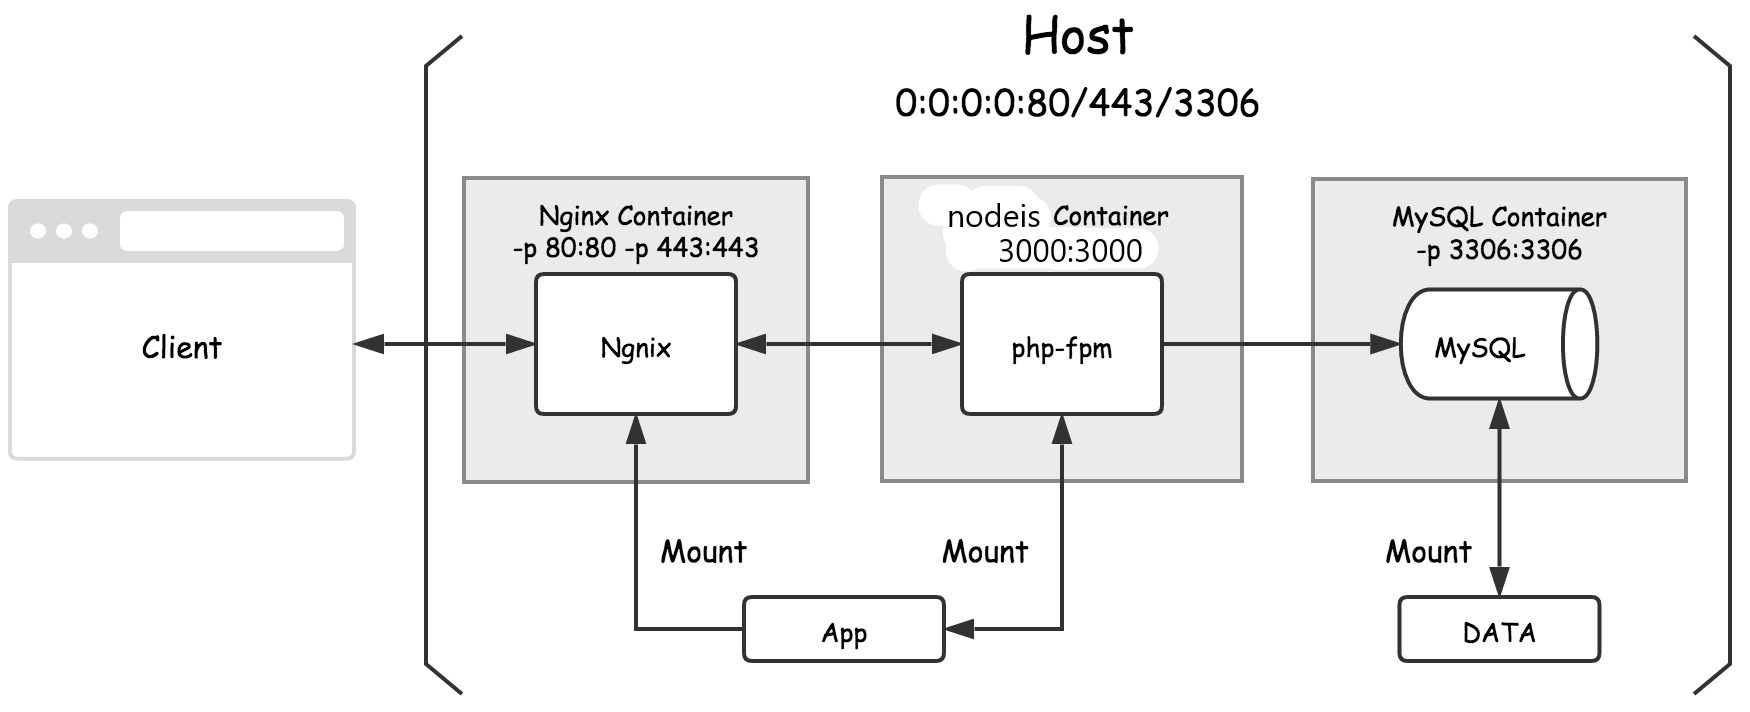 Host
0:0:0:0:80/443/3306
Nginx Container
-p 80:80 -p 443:443
nodeis Container
3000:3000
MySQL Container
-p 3306:3306
Client
Ngnix
php-fpm
MySQL
Mount
Mount
Mount
App
DATA